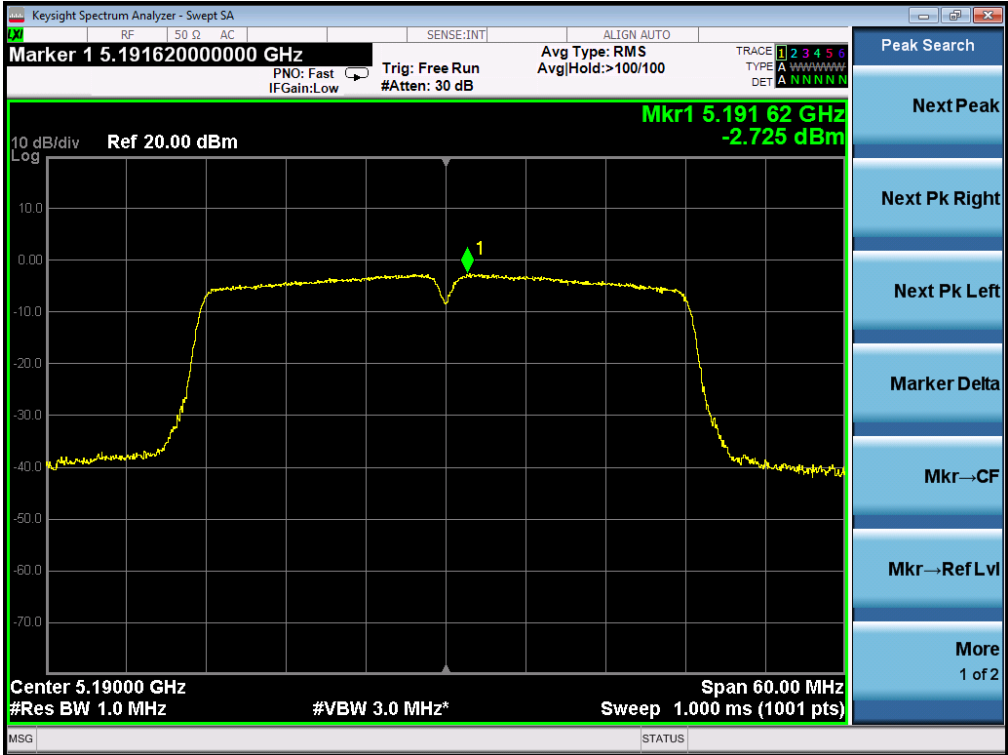 Keysight Spectrum Analyzer - Swept SA
LXI RF 50 Ω AC SENSE:INT ALIGN AUTO
Marker 1 5.191620000000 GHz
PNO: Fast
IFGain:Low
Trig: Free Run
#Atten: 30 dB
Avg Type: RMS
Avg|Hold:>100/100
TRACE 1 2 3 4 5 6
TYPE A WWWWW
DET A N N N N N
Peak Search
Next Peak
Next Pk Right
Next Pk Left
Marker Delta
Mkr→CF
Mkr→Ref Lvl
More
1 of 2
Mkr1 5.191 62 GHz
-2.725 dBm
10 dB/div Ref 20.00 dBm
Log
10.0
0.00
-10.0
-20.0
-30.0
-40.0
-50.0
-60.0
-70.0
1
Center 5.19000 GHz Span 60.00 MHz
#Res BW 1.0 MHz #VBW 3.0 MHz* Sweep 1.000 ms (1001 pts)
MSG STATUS